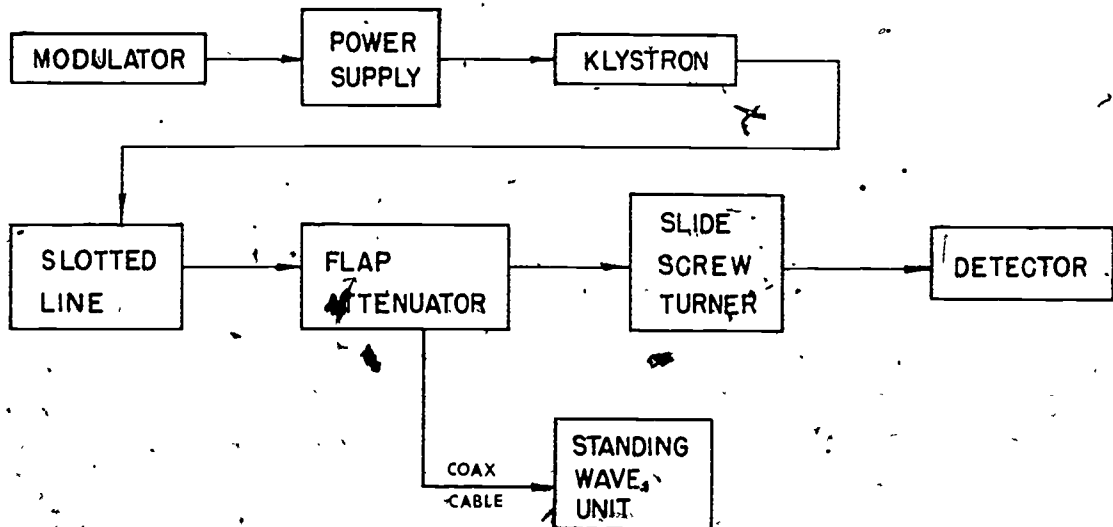 MODULATOR
POWER
SUPPLY
KLYSTRON
SLOTTED
LINE
FLAP
ATTENUATOR
SLIDE
SCREW
TURNER
DETECTOR
COAX
CABLE
STANDING
WAVE
UNIT